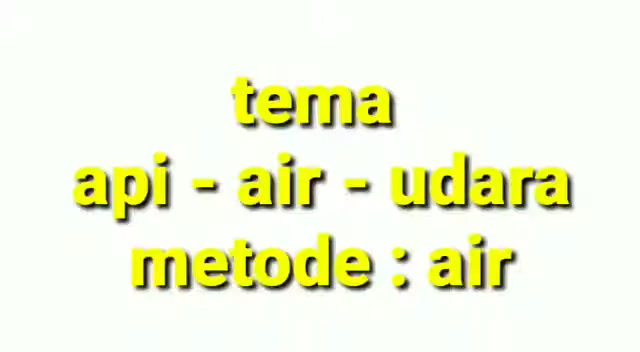 tema
api - air - udara
metode : air